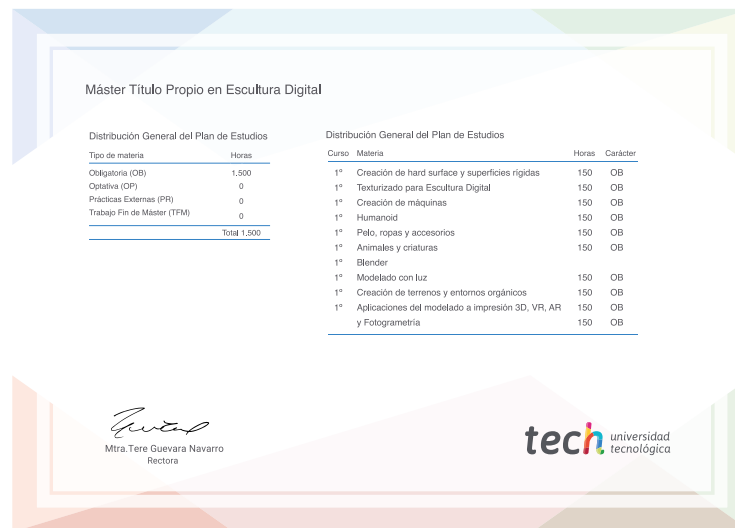 Máster Título Propio en Escultura Digital
Distribución General del Plan de Estudios
Tipo de materia Horas
Obligatoria (OB) 1.500
Optativa (OP) 0
Prácticas Externas (PR) 0
Trabajo Fin de Máster (TFM) 0
Total 1,500
Distribución General del Plan de Estudios
Curso Materia Horas Carácter
1º Creación de hard surface y superficies rígidas 150 OB
1º Texturizado para Escultura Digital 150 OB
1º Creación de máquinas 150 OB
1º Humanoid 150 OB
1º Pelo, ropas y accesorios 150 OB
1º Animales y criaturas 150 OB
1º Blender
1º Modelado con luz 150 OB
1º Creación de terrenos y entornos orgánicos 150 OB
1º Aplicaciones del modelado a impresión 3D, VR, AR 150 OB
y Fotogrametría 150 OB
Mtra.Tere Guevara Navarro
Rectora
tech universidad
tecnológica